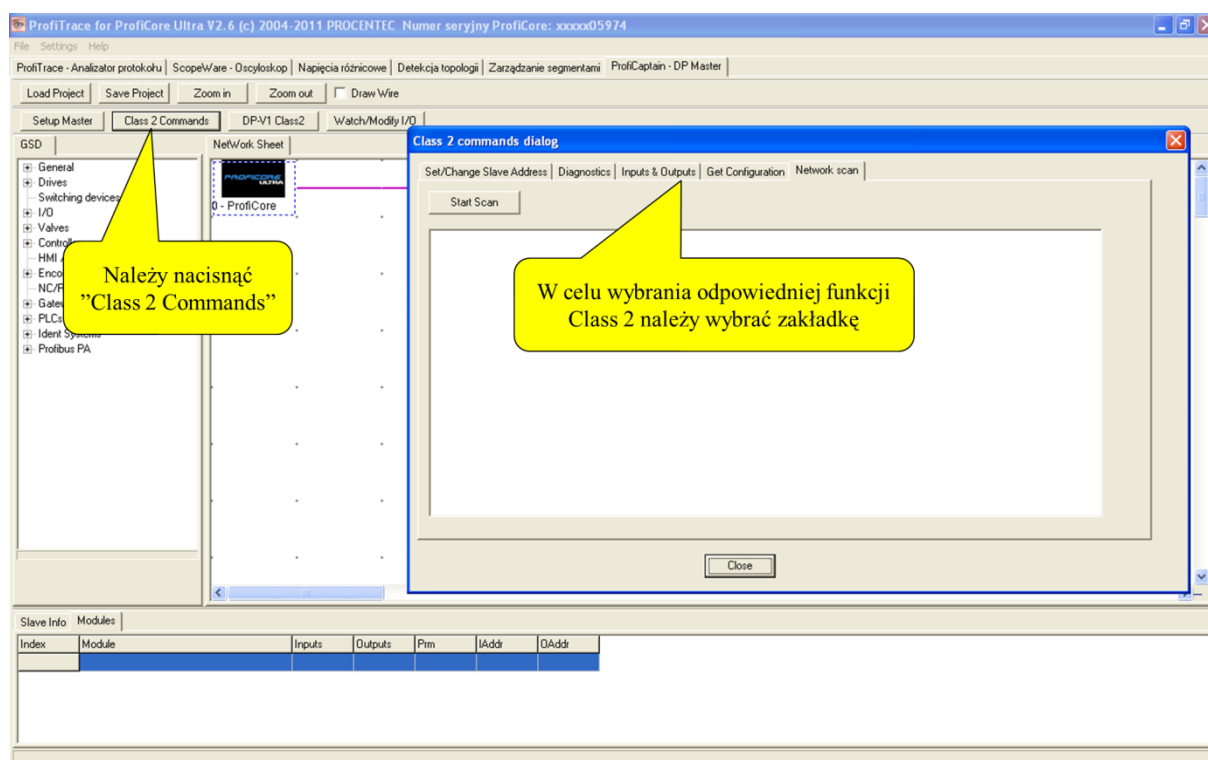 ProfiTrace for ProfiCore Ultra V2.6 (c) 2004-2011 PROCENTEC Numer seryjny ProfiCore: xxxxx05974
File Settings Help
ProfiTrace - Analizator protokołu ScopeWare - Oscyloskop Napięcia różnicowe Detekcja topologii Zarządzanie segmentami ProfiCaptain - DP Master
Load Project Save Project Zoom in Zoom out Draw Wire
Setup Master Class 2 Commands DP-V1 Class2 Watch/Modify I/O
GSD
NetWork Sheet
General
Drives
Switching devices
I/O
Valves
HMI
PLCs
Ident Systems
Profibus PA
PROFICORE
ULTRA
0 - ProfiCore
Należy nacisnąć
”Class 2 Commands”
Class 2 commands dialog
Set/Change Slave Address Diagnostics Inputs & Outputs Get Configuration Network scan
Start Scan
W celu wybrania odpowiedniej funkcji
Class 2 należy wybrać zakładkę
Close
Slave Info Modules
Index Module Inputs Outputs Prm IAddr OAddr